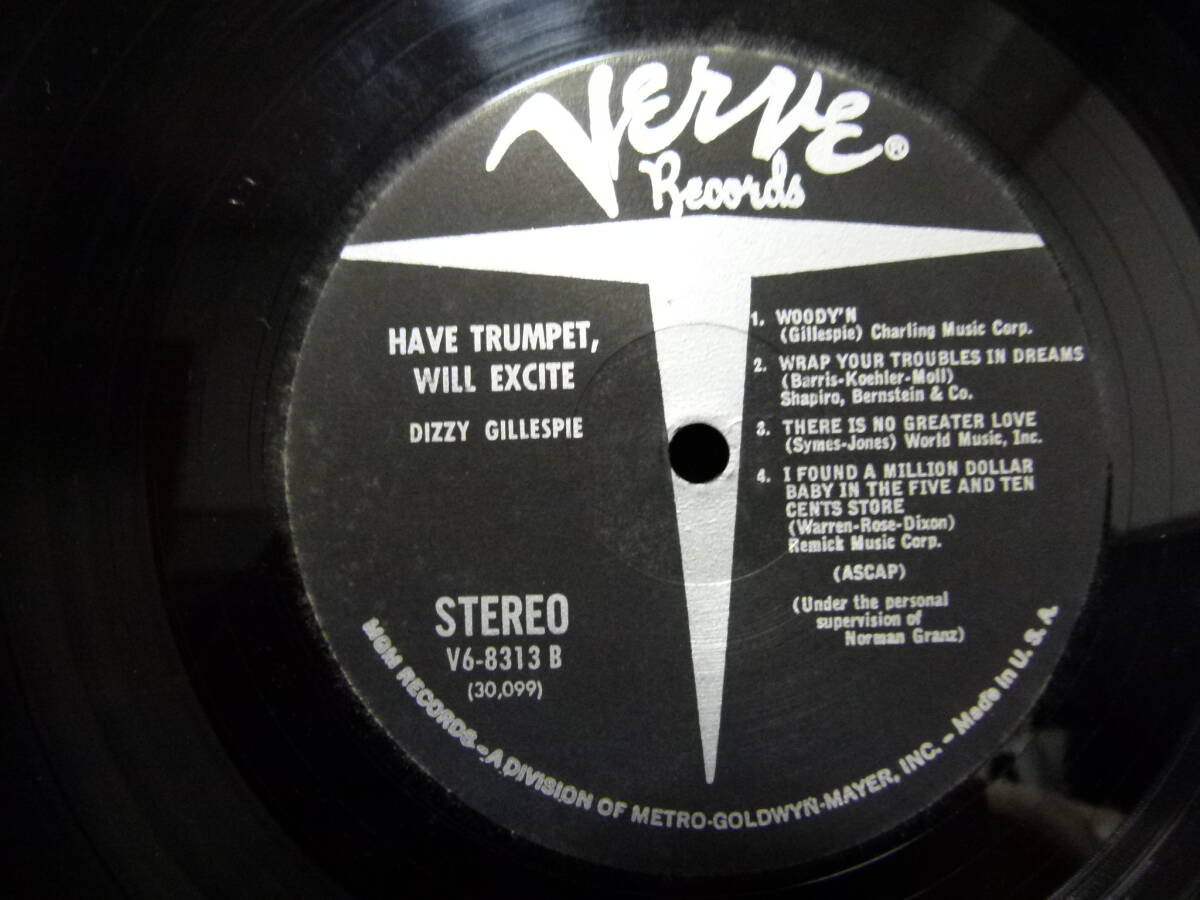 Verve®
Records
HAVE TRUMPET,
WILL EXCITE
DIZZY GILLESPIE
STEREO
V6-8313 B
(30,099)
1. WOODY'N
(Gillespie) Charling Music Corp.
2. WRAP YOUR TROUBLES IN DREAMS
(Barris-Koehler-Moll)
Shapiro, Bernstein & Co.
3. THERE IS NO GREATER LOVE
(Symes-Jones) World Music, Inc.
4. I FOUND A MILLION DOLLAR
BABY IN THE FIVE AND TEN
CENTS STORE
(Warren-Rose-Dixon)
Remick Music Corp.
(ASCAP)
(Under the personal
supervision of
Norman Granz)
MGM RECORDS - A DIVISION OF METRO-GOLDWYN-MAYER, INC. - Made in U. S. A.